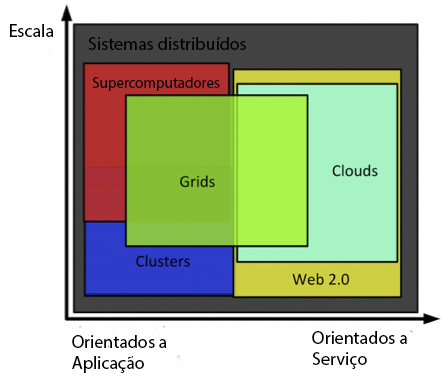 Escala
Sistemas distribuídos
Supercomputadores
Grids
Clouds
Clusters
Web 2.0
Orientados a
Aplicação
Orientados a
Serviço